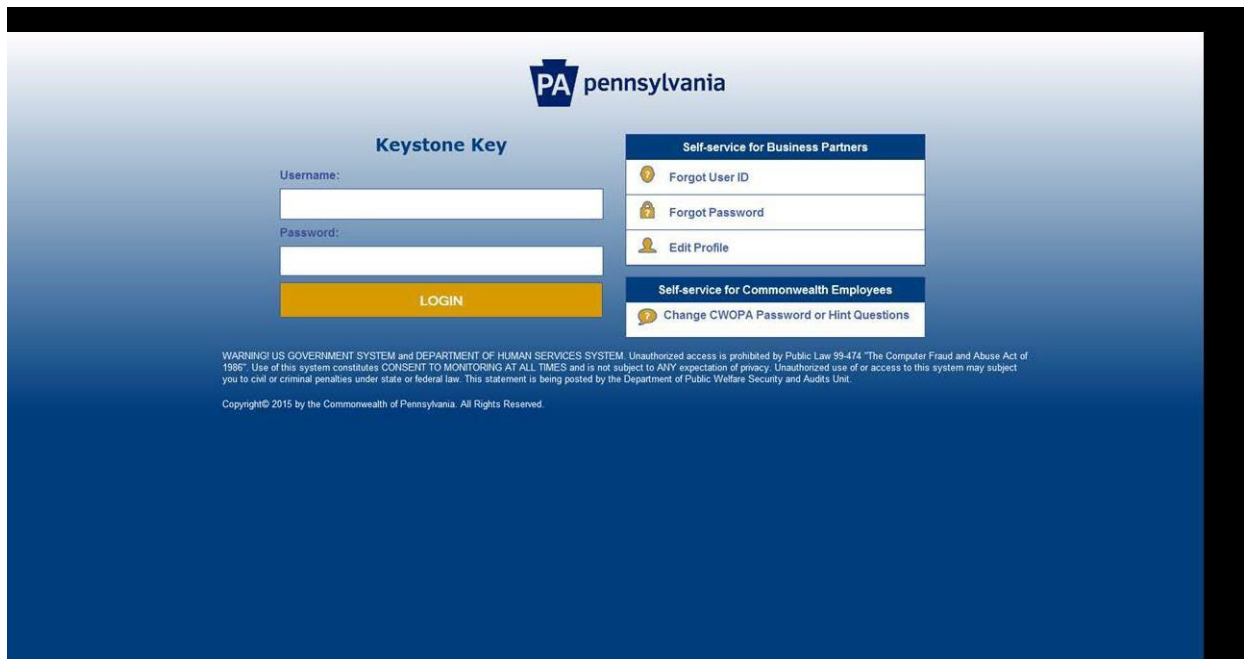 PA pennsylvania
Keystone Key
Username:
Password:
LOGIN
Self-service for Business Partners
Forgot User ID
Forgot Password
Edit Profile
Self-service for Commonwealth Employees
Change CWOPA Password or Hint Questions
WARNING! US GOVERNMENT SYSTEM and DEPARTMENT OF HUMAN SERVICES SYSTEM. Unauthorized access is prohibited by Public Law 99-474 "The Computer Fraud and Abuse Act of
1986". Use of this system constitutes CONSENT TO MONITORING AT ALL TIMES and is not subject to ANY expectation of privacy. Unauthorized use of or access to this system may subject
you to civil or criminal penalties under state or federal law. This statement is being posted by the Department of Public Welfare Security and Audits Unit.
Copyright© 2015 by the Commonwealth of Pennsylvania. All Rights Reserved.